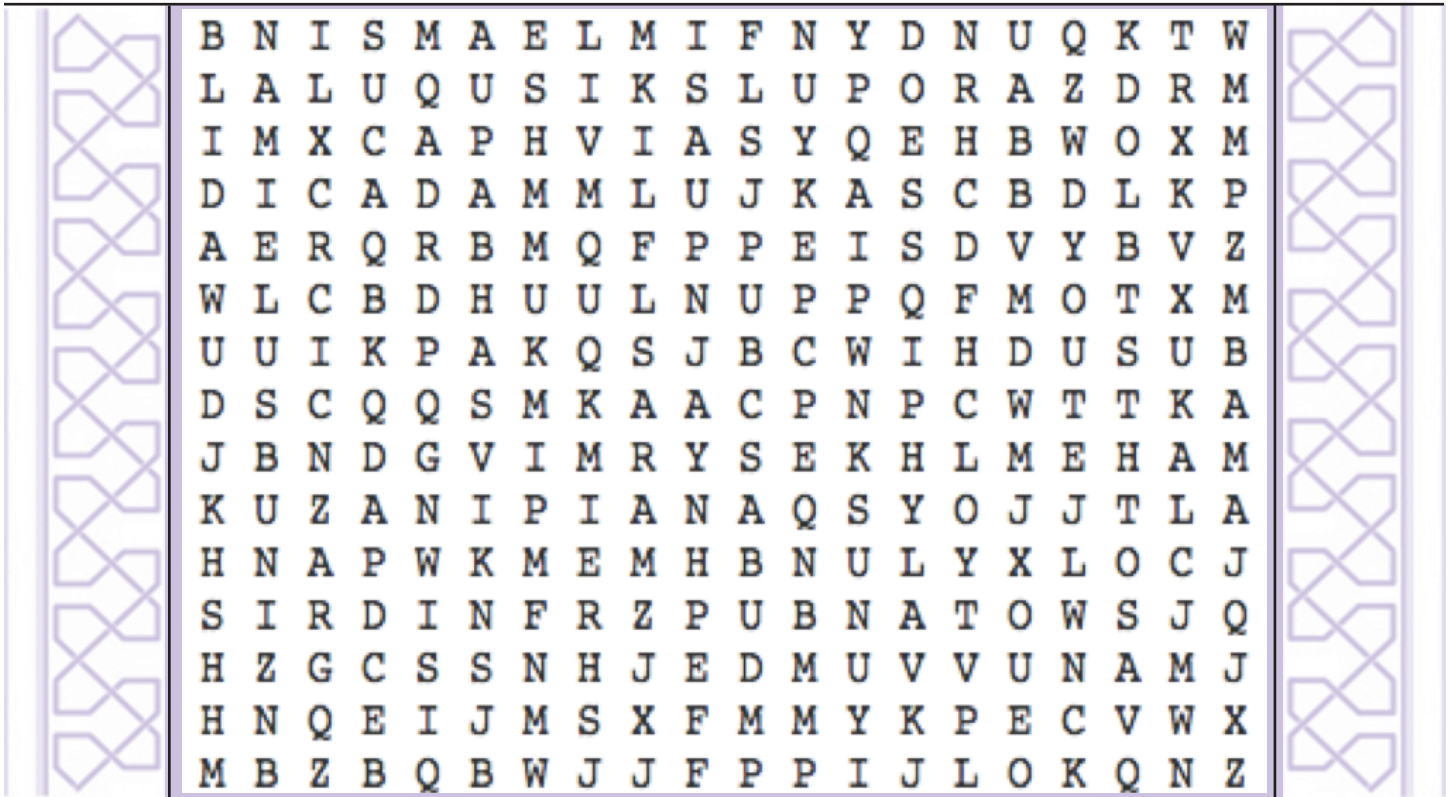 B N I S M A E L M I F N Y D N U Q K T W
L A L U Q U S I K S L U P O R A Z D R M
I M X C A P H V I A S Y Q E H B W O X M
D I C A D A M M L U J K A S C B D L K P
A E R Q R B M Q F P P E I S D V Y B V Z
W L C B D H U U L N U P P Q F M O T X M
U U I K P A K Q S J B C W I H D U S U B
D S C Q Q S M K A A C P N P C W T T K A
J B N D G V I M R Y S E K H L M E H A M
K U Z A N I P I A N A Q S Y O J J T L A
H N A P W K M E M H B N U L Y X L O C J
S I R D I N F R Z P U B N A T O W S J Q
H Z G C S S N H J E D M U V V U N A M J
H N Q E I J M S X F M M Y K P E C V W X
M B Z B Q B W J J F P P I J L O K Q N Z